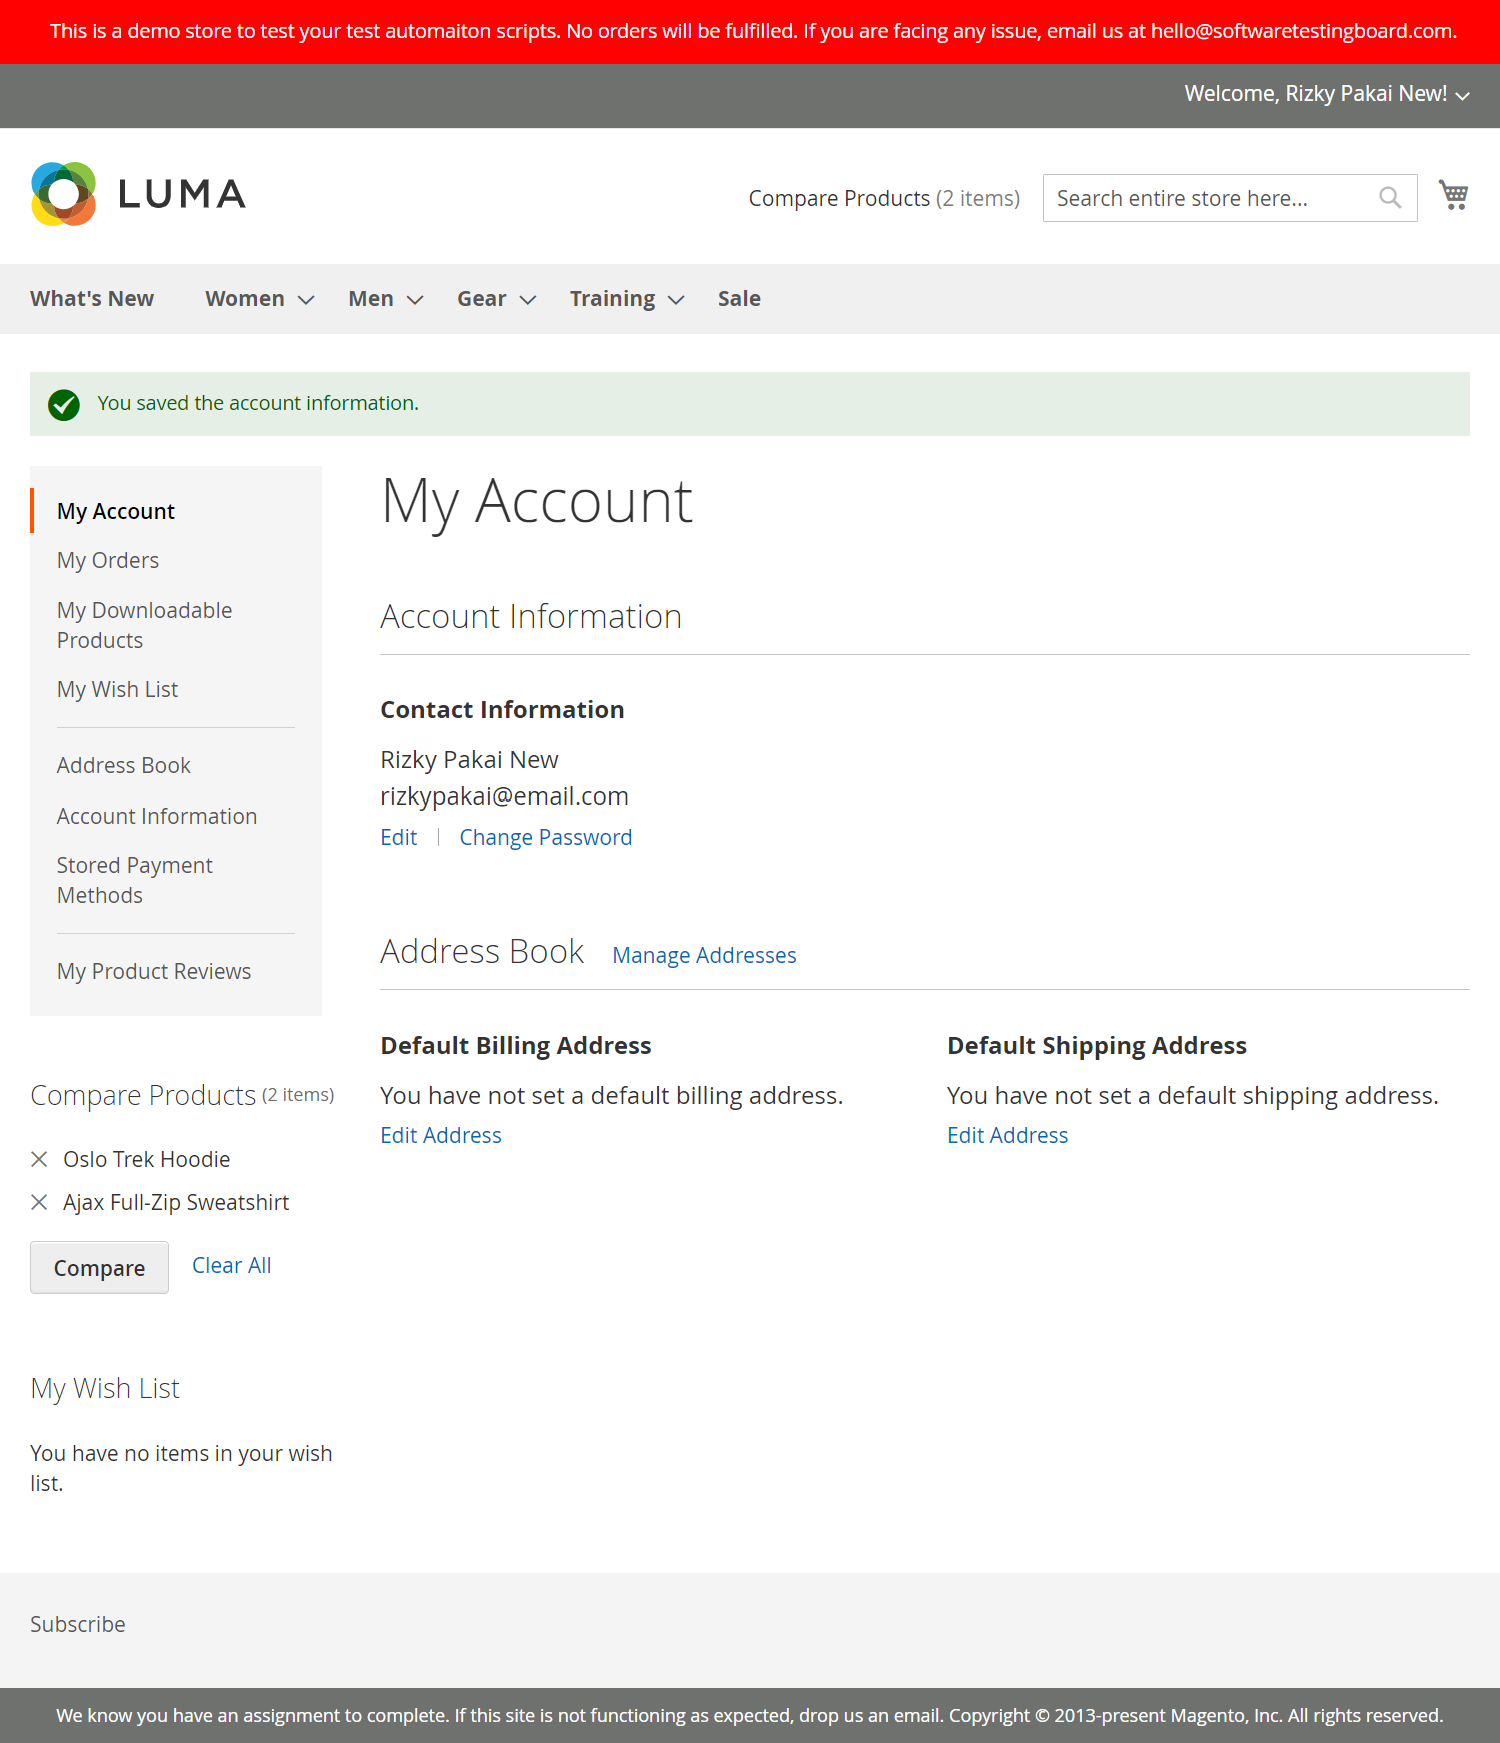 This is a demo store to test your test automaiton scripts. No orders will be fulfilled. If you are facing any issue, email us at hello@softwaretestingboard.com.
Welcome, Rizky Pakai New!
LUMA
Compare Products (2 items)
Search entire store here...
What's New
Women
Men
Gear
Training
Sale
You saved the account information.
My Account
My Orders
My Downloadable
Products
My Wish List
Address Book
Account Information
Stored Payment
Methods
My Product Reviews
Compare Products (2 items)
Oslo Trek Hoodie
Ajax Full-Zip Sweatshirt
Compare
Clear All
My Wish List
You have no items in your wish
list.
My Account
Account Information
Contact Information
Rizky Pakai New
rizkypakai@email.com
Edit
Change Password
Address Book
Manage Addresses
Default Billing Address
You have not set a default billing address.
Edit Address
Default Shipping Address
You have not set a default shipping address.
Edit Address
Subscribe
We know you have an assignment to complete. If this site is not functioning as expected, drop us an email. Copyright © 2013-present Magento, Inc. All rights reserved.